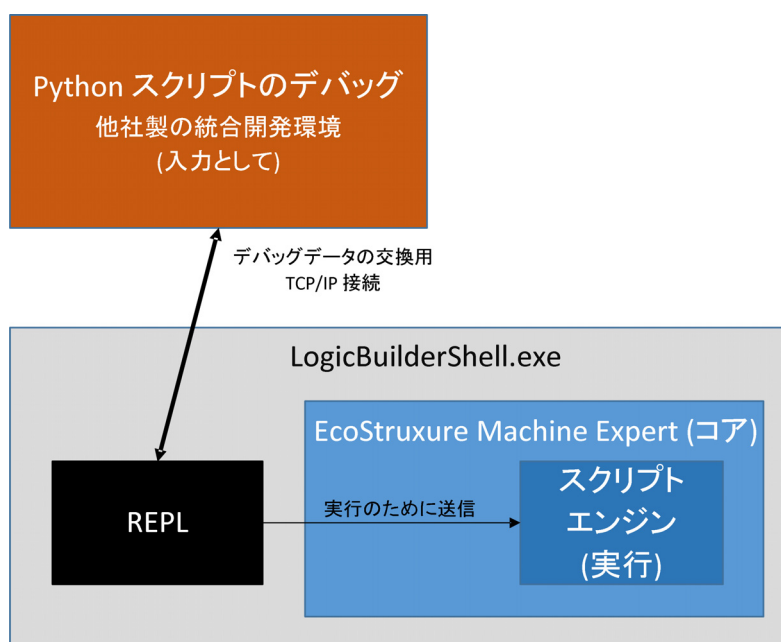 Python スクリプトのデバッグ
他社製の統合開発環境
(入力として)
デバッグデータの交換用
TCP/IP 接続
LogicBuilderShell.exe
EcoStruxure Machine Expert (コア)
REPL
実行のために送信
スクリプト
エンジン
(実行)